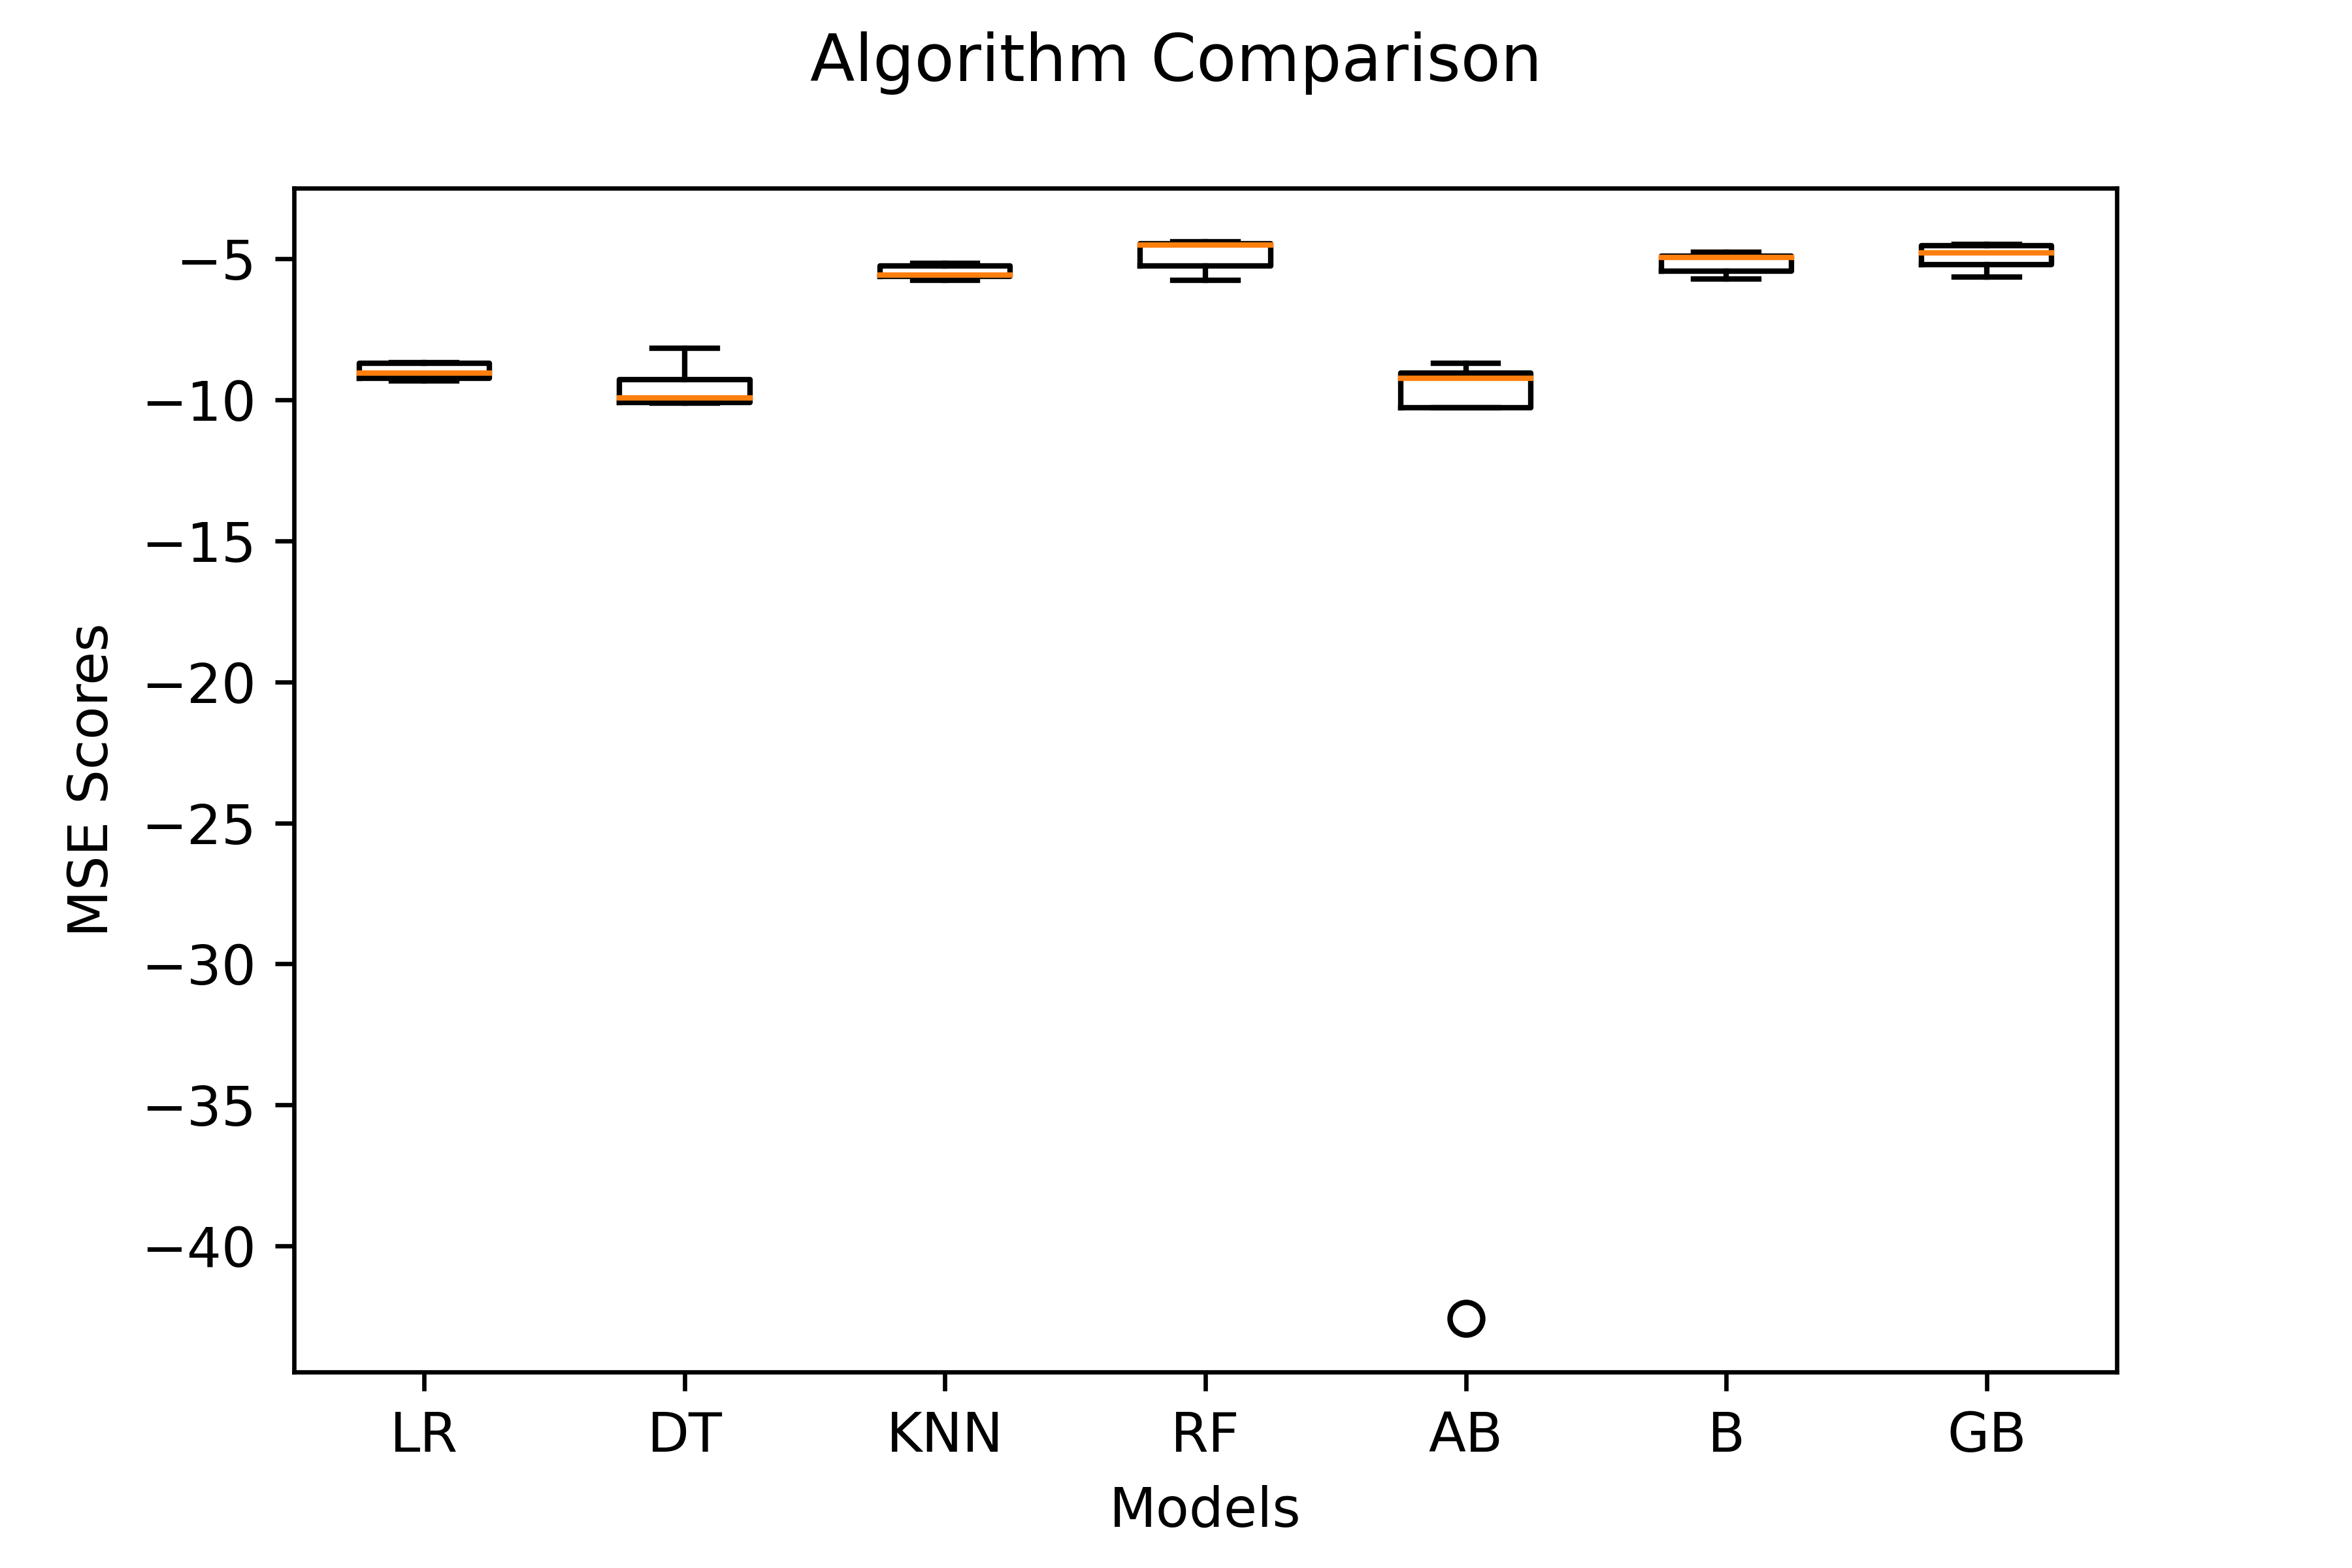 Algorithm Comparison
MSE Scores
−5
−10
−15
−20
−25
−30
−35
−40
LR DT KNN RF AB B GB
Models